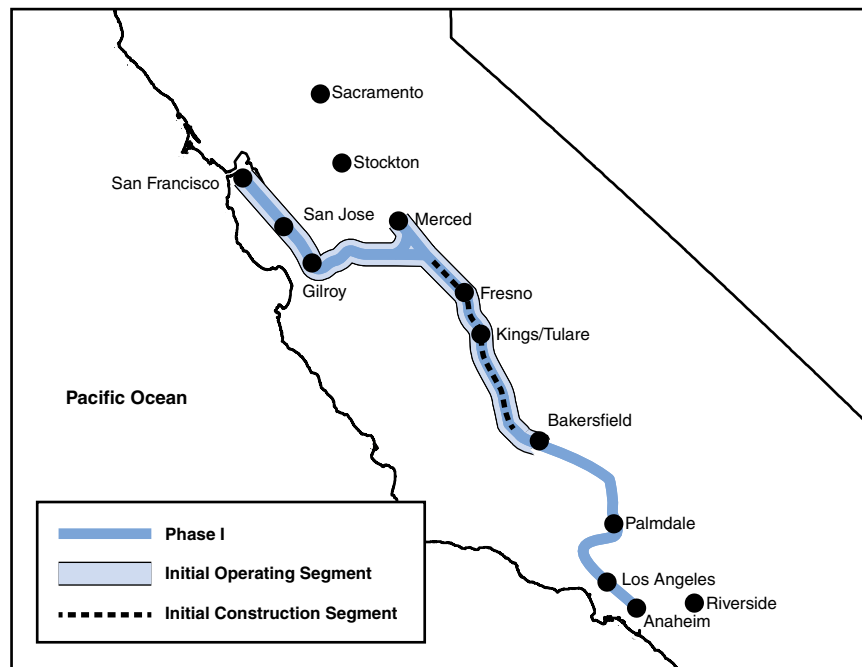 Sacramento
Stockton
San Francisco
San Jose
Merced
Gilroy
Fresno
Kings/Tulare
Pacific Ocean
Bakersfield
Palmdale
Los Angeles
Riverside
Anaheim
Phase I
Initial Operating Segment
Initial Construction Segment